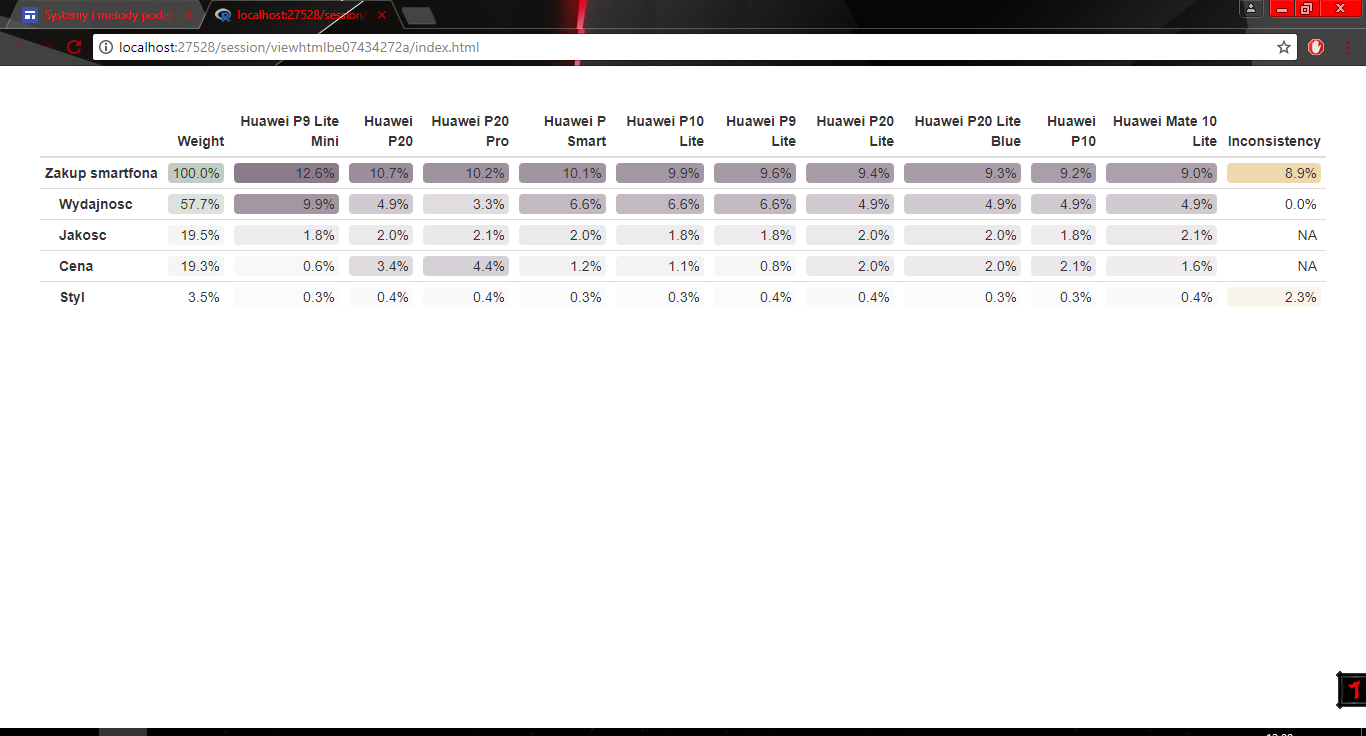 Systemy i metody podej
localhost:27528/session/
localhost:27528/session/viewhtmlbe07434272a/index.html
Weight Huawei P9 Lite Mini Huawei P20 Huawei P20 Pro Huawei P Smart Huawei P10 Lite Huawei P9 Lite Huawei P20 Lite Huawei P20 Lite Blue Huawei P10 Huawei Mate 10 Lite Inconsistency
Zakup smartfona 100.0% 12.6% 10.7% 10.2% 10.1% 9.9% 9.6% 9.4% 9.3% 9.2% 9.0% 8.9%
Wydajnosc 57.7% 9.9% 4.9% 3.3% 6.6% 6.6% 6.6% 4.9% 4.9% 4.9% 4.9% 0.0%
Jakosc 19.5% 1.8% 2.0% 2.1% 2.0% 1.8% 1.8% 2.0% 2.0% 1.8% 2.1% NA
Cena 19.3% 0.6% 3.4% 4.4% 1.2% 1.1% 0.8% 2.0% 2.0% 2.1% 1.6% NA
Styl 3.5% 0.3% 0.4% 0.4% 0.3% 0.3% 0.4% 0.4% 0.3% 0.3% 0.4% 2.3%